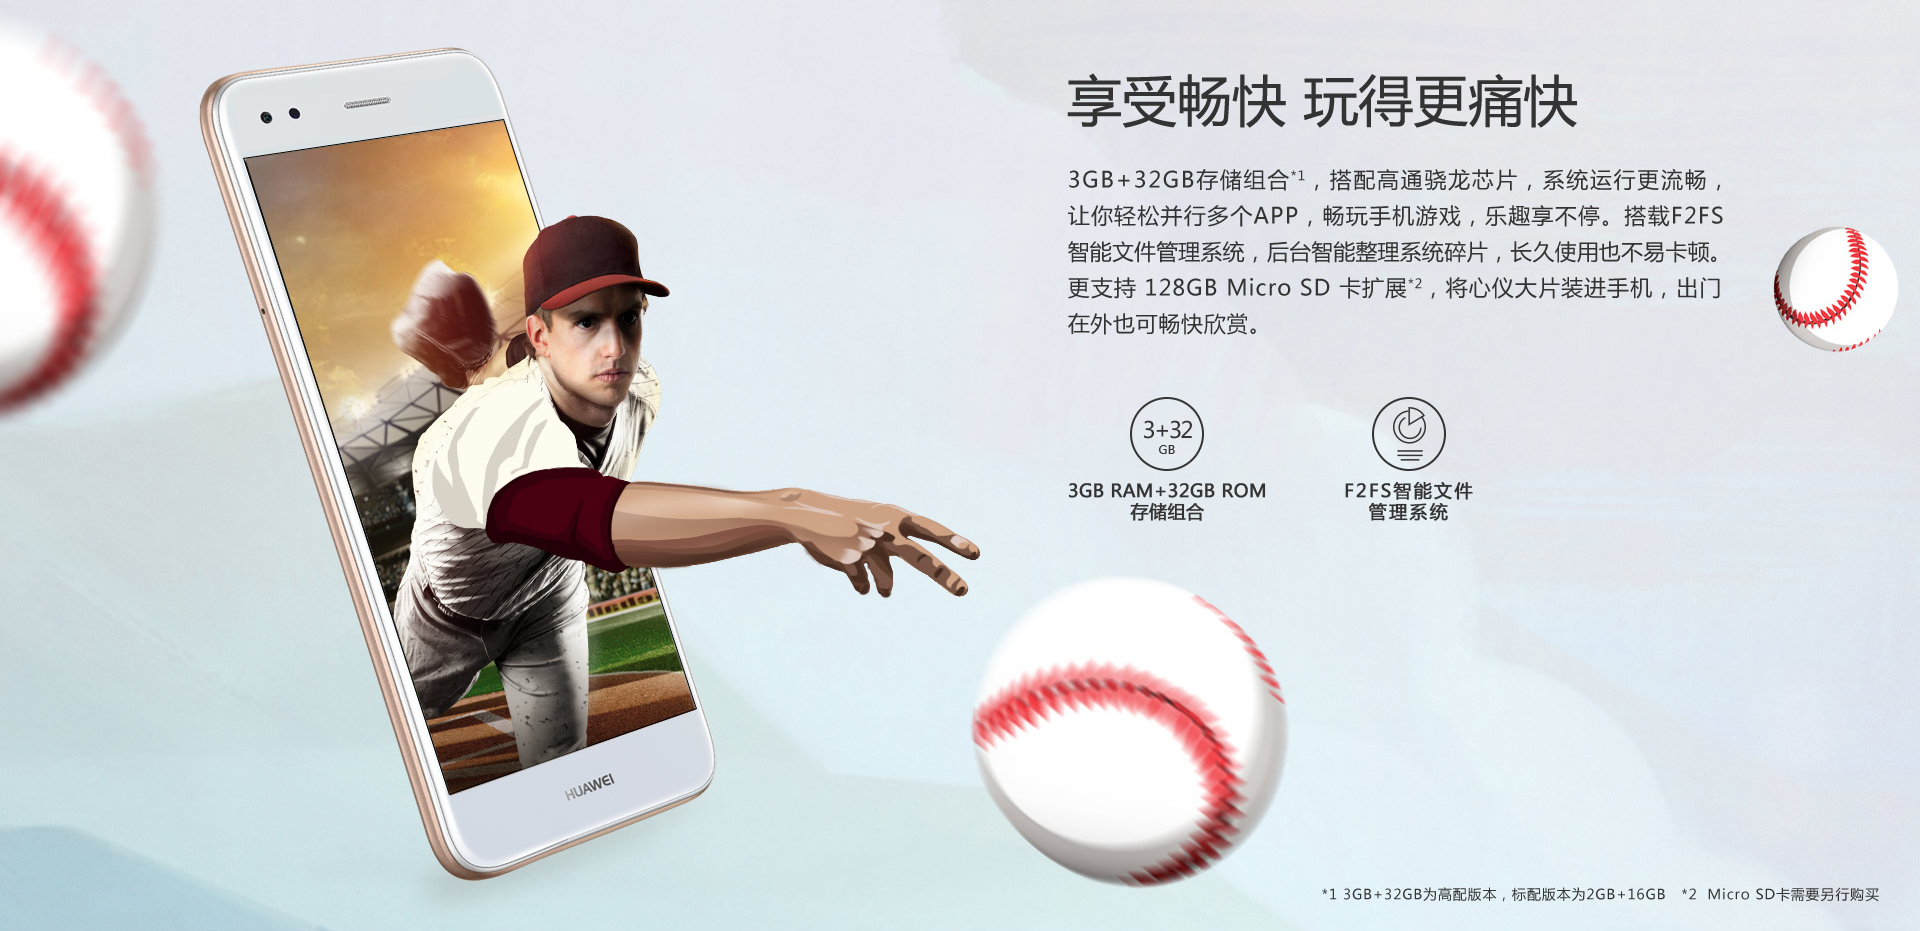 享受畅快 玩得更痛快
3GB+32GB存储组合*1，搭配高通骁龙芯片，系统运行更流畅，
让你轻松并行多个APP，畅玩手机游戏，乐趣享不停。搭载F2FS
智能文件管理系统，后台智能整理系统碎片，长久使用也不易卡顿。
更支持 128GB Micro SD 卡扩展*2，将心仪大片装进手机，出门
在外也可畅快欣赏。
3+32
GB
3GB RAM+32GB ROM
存储组合
F2FS智能文件
管理系统
HUAWEI
*1 3GB+32GB为高配版本，标配版本为2GB+16GB *2 Micro SD卡需要另行购买